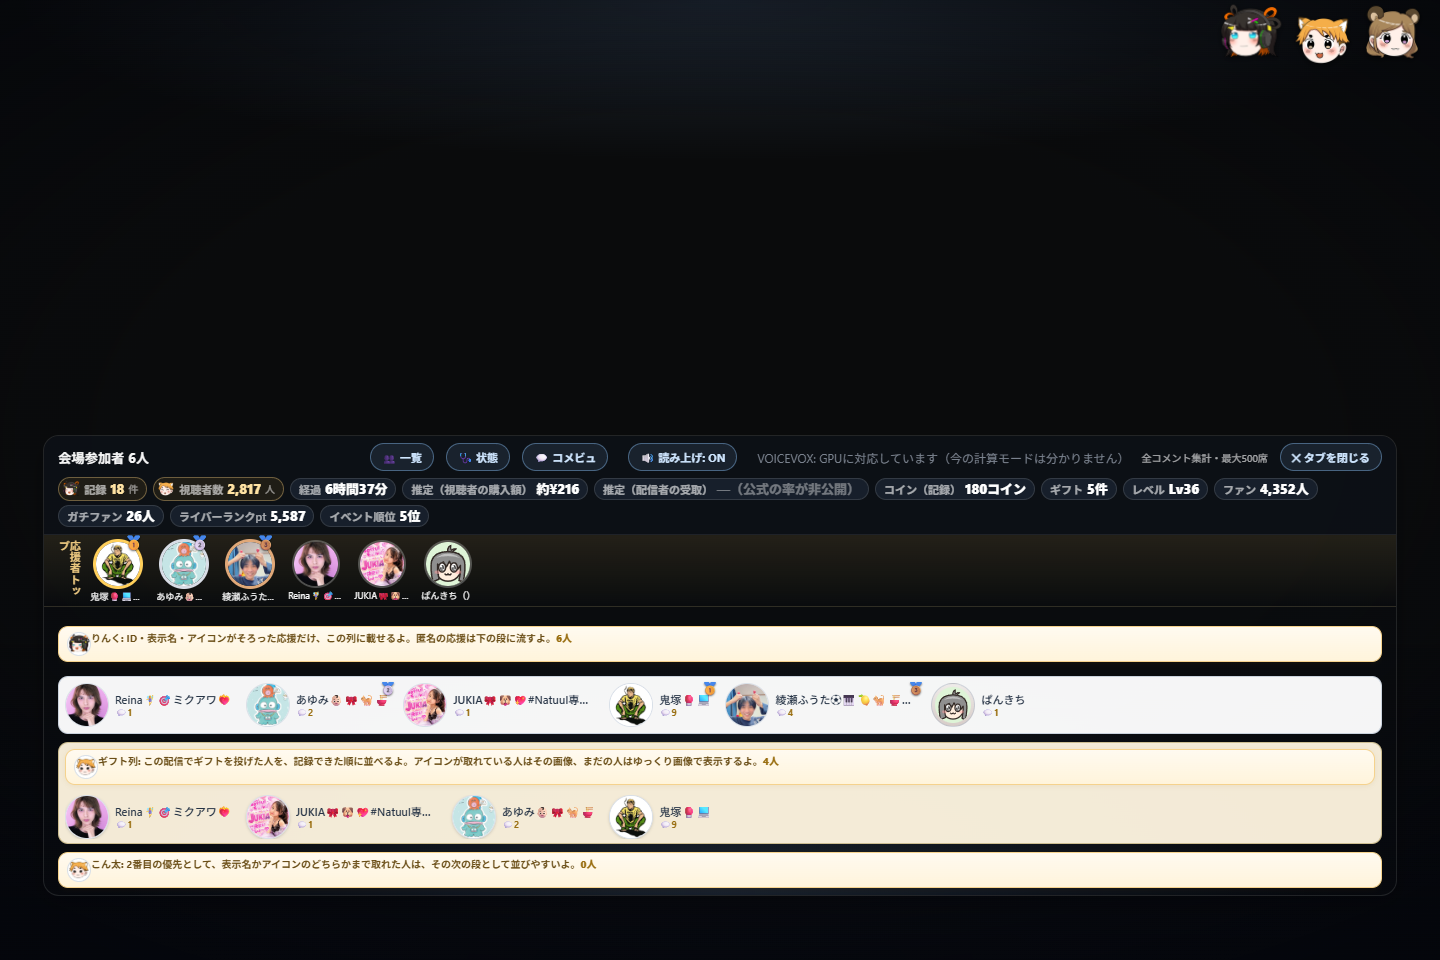 会場参加者 6人
一覧
状態
コメビュ
読み上げ: ON
VOICEVOX: GPUに対応しています（今の計算モードは分かりません）
全コメント集計・最大500席
✕ タブを閉じる
記録 18 件
視聴者数 2,817 人
経過 6時間37分
推定（視聴者の購入額） 約¥216
推定（配信者の受取） —（公式の率が非公開）
コイン（記録） 180コイン
ギフト 5件
レベル Lv36
ファン 4,352人
ガチファン 26人
ライバーランクpt 5,587
イベント順位 5位
応援者トップ
鬼塚🥊💻...
あゆみ...
綾瀬ふうた...
Reina...
JUKIA...
ぱんきち（）
りんく: ID・表示名・アイコンがそろった応援だけ、この列に載せるよ。匿名の応援は下の段に流すよ。6人
Reina ミクアワ
1
あゆみ
2
JUKIA #Natuul専...
1
鬼塚
9
綾瀬ふうた...
4
ぱんきち
1
ギフト列: この配信でギフトを投げた人を、記録できた順に並べるよ。アイコンが取れている人はその画像、まだの人はゆっくり画像で表示するよ。4人
Reina ミクアワ
1
JUKIA #Natuul専...
1
あゆみ
2
鬼塚
9
こん太: 2番目の優先として、表示名かアイコンのどちらかまで取れた人は、その次の段として並びやすいよ。0人